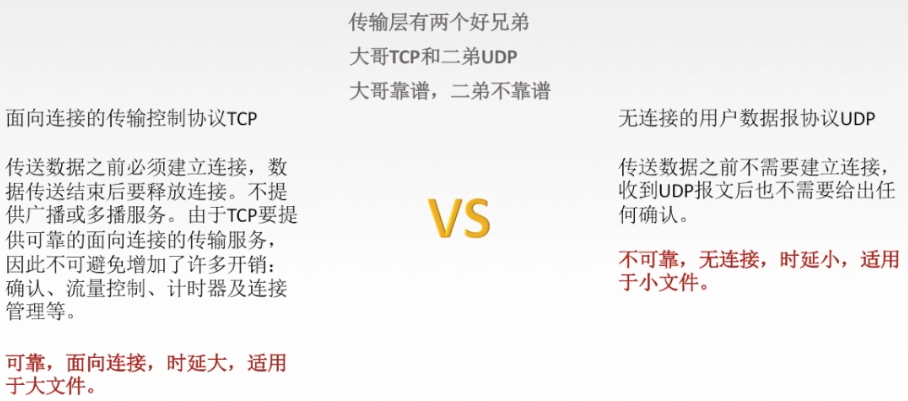 传输层有两个好兄弟
大哥TCP和二弟UDP
大哥靠谱，二弟不靠谱
面向连接的传输控制协议TCP
传送数据之前必须建立连接，数
据传送结束后要释放连接。不提
供广播或多播服务。由于TCP要提
供可靠的面向连接的传输服务，
因此不可避免增加了许多开销：
确认、流量控制、计时器及连接
管理等。
可靠，面向连接，时延大，适用
于大文件。
VS
无连接的用户数据报协议UDP
传送数据之前不需要建立连接，
收到UDP报文后也不需要给出任
何确认。
不可靠，无连接，时延小，适用
于小文件。